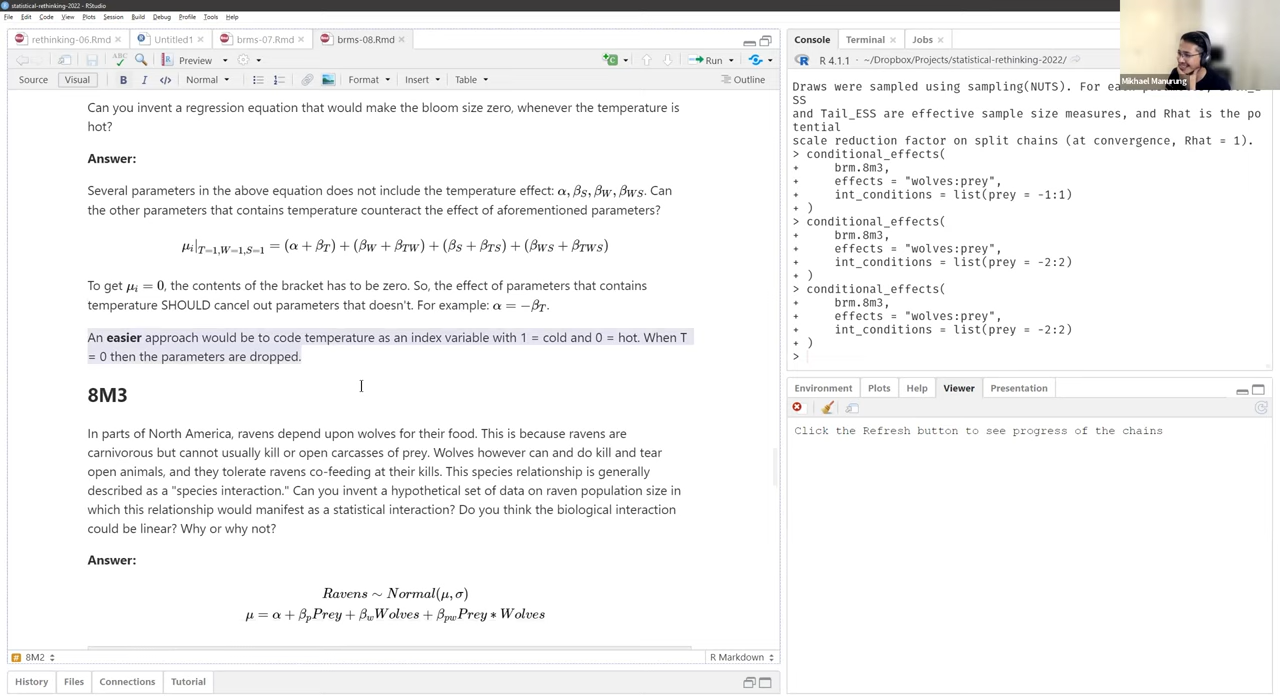 statistical-rethinking-2022 - RStudio
File Edit Code View Plots Session Build Debug Profile Tools Help
rethinking-06.Rmd Untitled1 brms-07.Rmd brms-08.Rmd
ABC Preview Run
Source Visual B I </> Normal Format Insert Table Outline
Can you invent a regression equation that would make the bloom size zero, whenever the temperature is
hot?
Answer:
Several parameters in the above equation does not include the temperature effect: α, β_S, β_W, β_WS. Can
the other parameters that contains temperature counteract the effect of aforementioned parameters?
μ_i|_{T=1,W=1,S=1} = (α + β_T) + (β_W + β_TW) + (β_S + β_TS) + (β_WS + β_TWS)
To get μ_i = 0, the contents of the bracket has to be zero. So, the effect of parameters that contains
temperature SHOULD cancel out parameters that doesn't. For example: α = −β_T.
An easier approach would be to code temperature as an index variable with 1 = cold and 0 = hot. When T
= 0 then the parameters are dropped.
8M3
In parts of North America, ravens depend upon wolves for their food. This is because ravens are
carnivorous but cannot usually kill or open carcasses of prey. Wolves however can and do kill and tear
open animals, and they tolerate ravens co-feeding at their kills. This species relationship is generally
described as a "species interaction." Can you invent a hypothetical set of data on raven population size in
which this relationship would manifest as a statistical interaction? Do you think the biological interaction
could be linear? Why or why not?
Answer:
Ravens ∼ Normal(μ, σ)
μ = α + β_p Prey + β_w Wolves + β_pw Prey ∗ Wolves
8M2 R Markdown
History Files Connections Tutorial
Console Terminal Jobs
R 4.1.1 · ~/Dropbox/Projects/statistical-rethinking-2022/
Mikhael Manurung
Draws were sampled using sampling(NUTS). For
SS
and Tail_ESS are effective sample size measures, and Rhat is the po
tential
scale reduction factor on split chains (at convergence, Rhat = 1).
> conditional_effects(
+ brm.8m3,
+ effects = "wolves:prey",
+ int_conditions = list(prey = -1:1)
+ )
> conditional_effects(
+ brm.8m3,
+ effects = "wolves:prey",
+ int_conditions = list(prey = -2:2)
+ )
> conditional_effects(
+ brm.8m3,
+ effects = "wolves:prey",
+ int_conditions = list(prey = -2:2)
+ )
>
Environment Plots Help Viewer Presentation
Click the Refresh button to see progress of the chains